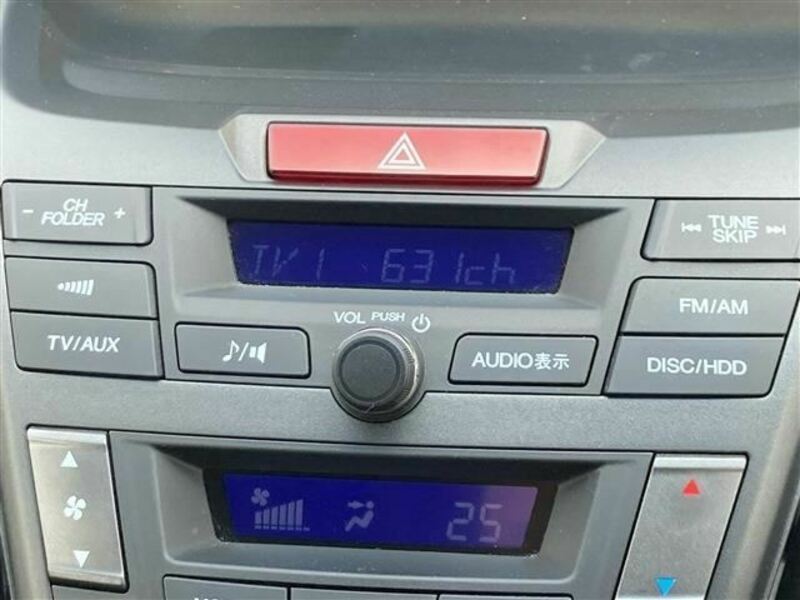 CH
- FOLDER +
TV1 631ch
TUNE
SKIP
VOL PUSH
FM/AM
TV/AUX
AUDIO表示
DISC/HDD
25